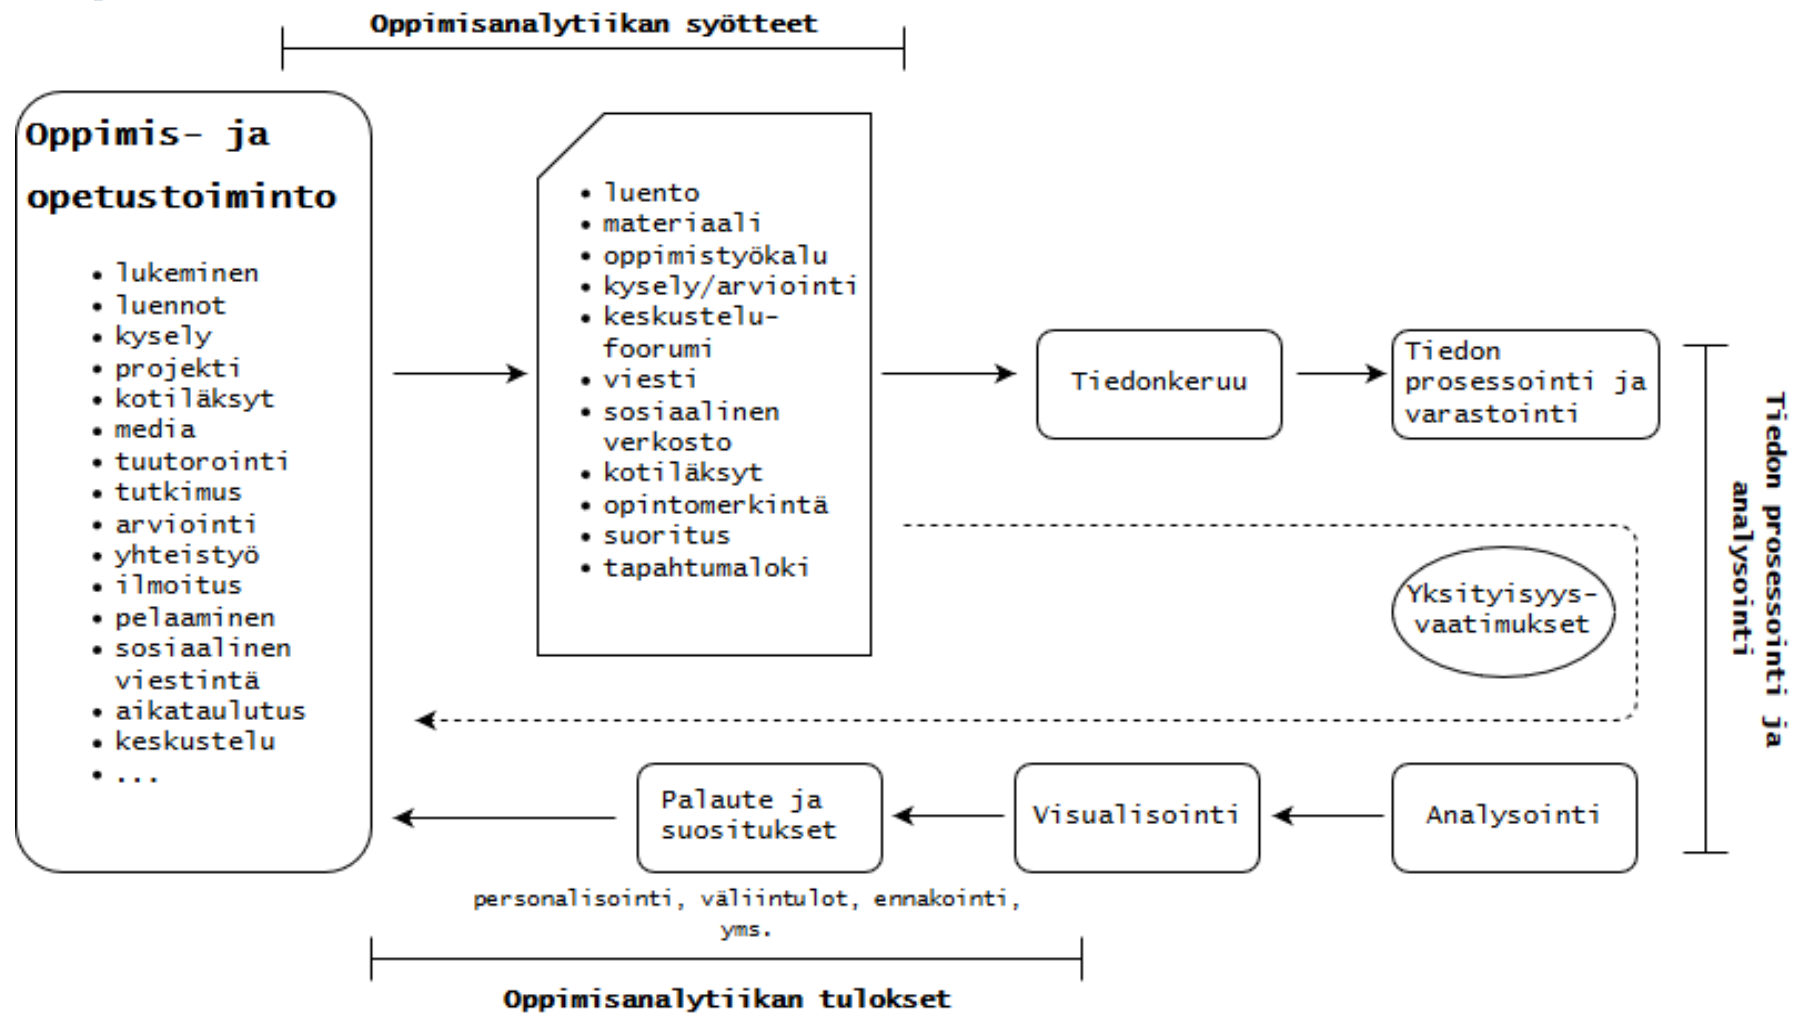 Oppimisanalytiikan syötteet
Oppimis- ja
opetustoiminto
• lukeminen
• luennot
• kysely
• projekti
• kotiläksyt
• media
• tuutorointi
• tutkimus
• arviointi
• yhteistyö
• ilmoitus
• pelaaminen
• sosiaalinen
viestintä
• aikataulutus
• keskustelu
• ...
• luento
• materiaali
• oppimistyökalu
• kysely/arviointi
• keskustelu-
foorumi
• viesti
• sosiaalinen
verkosto
• kotiläksyt
• opintomerkintä
• suoritus
• tapahtumaloki
Tiedonkeruu
Tiedon
prosessointi ja
varastointi
Tiedon prosessointi ja
analysointi
Yksityisyys-
vaatimukset
Analysointi
Visualisointi
Palaute ja
suositukset
personalisointi, väliintulot, ennakointi,
yms.
Oppimisanalytiikan tulokset